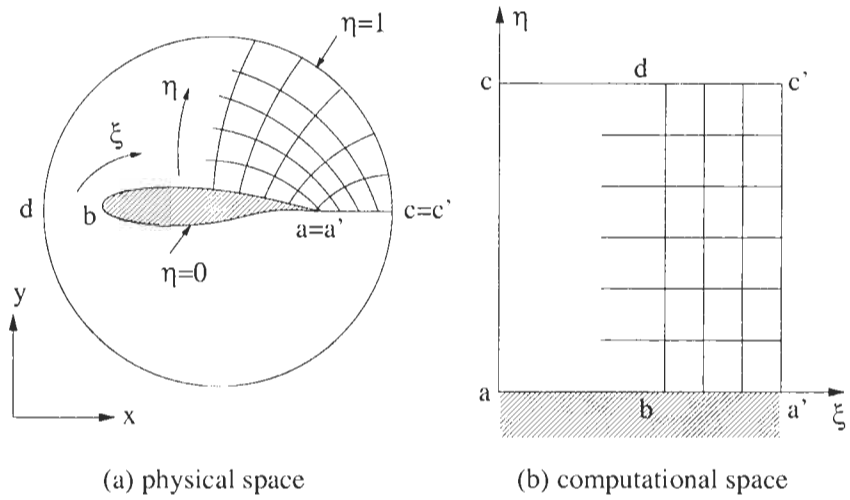 η=1
η
ξ
d
b
a=a'
c=c'
η=0
y
x
(a) physical space
η
c
d
c'
a
b
a'
ξ
(b) computational space